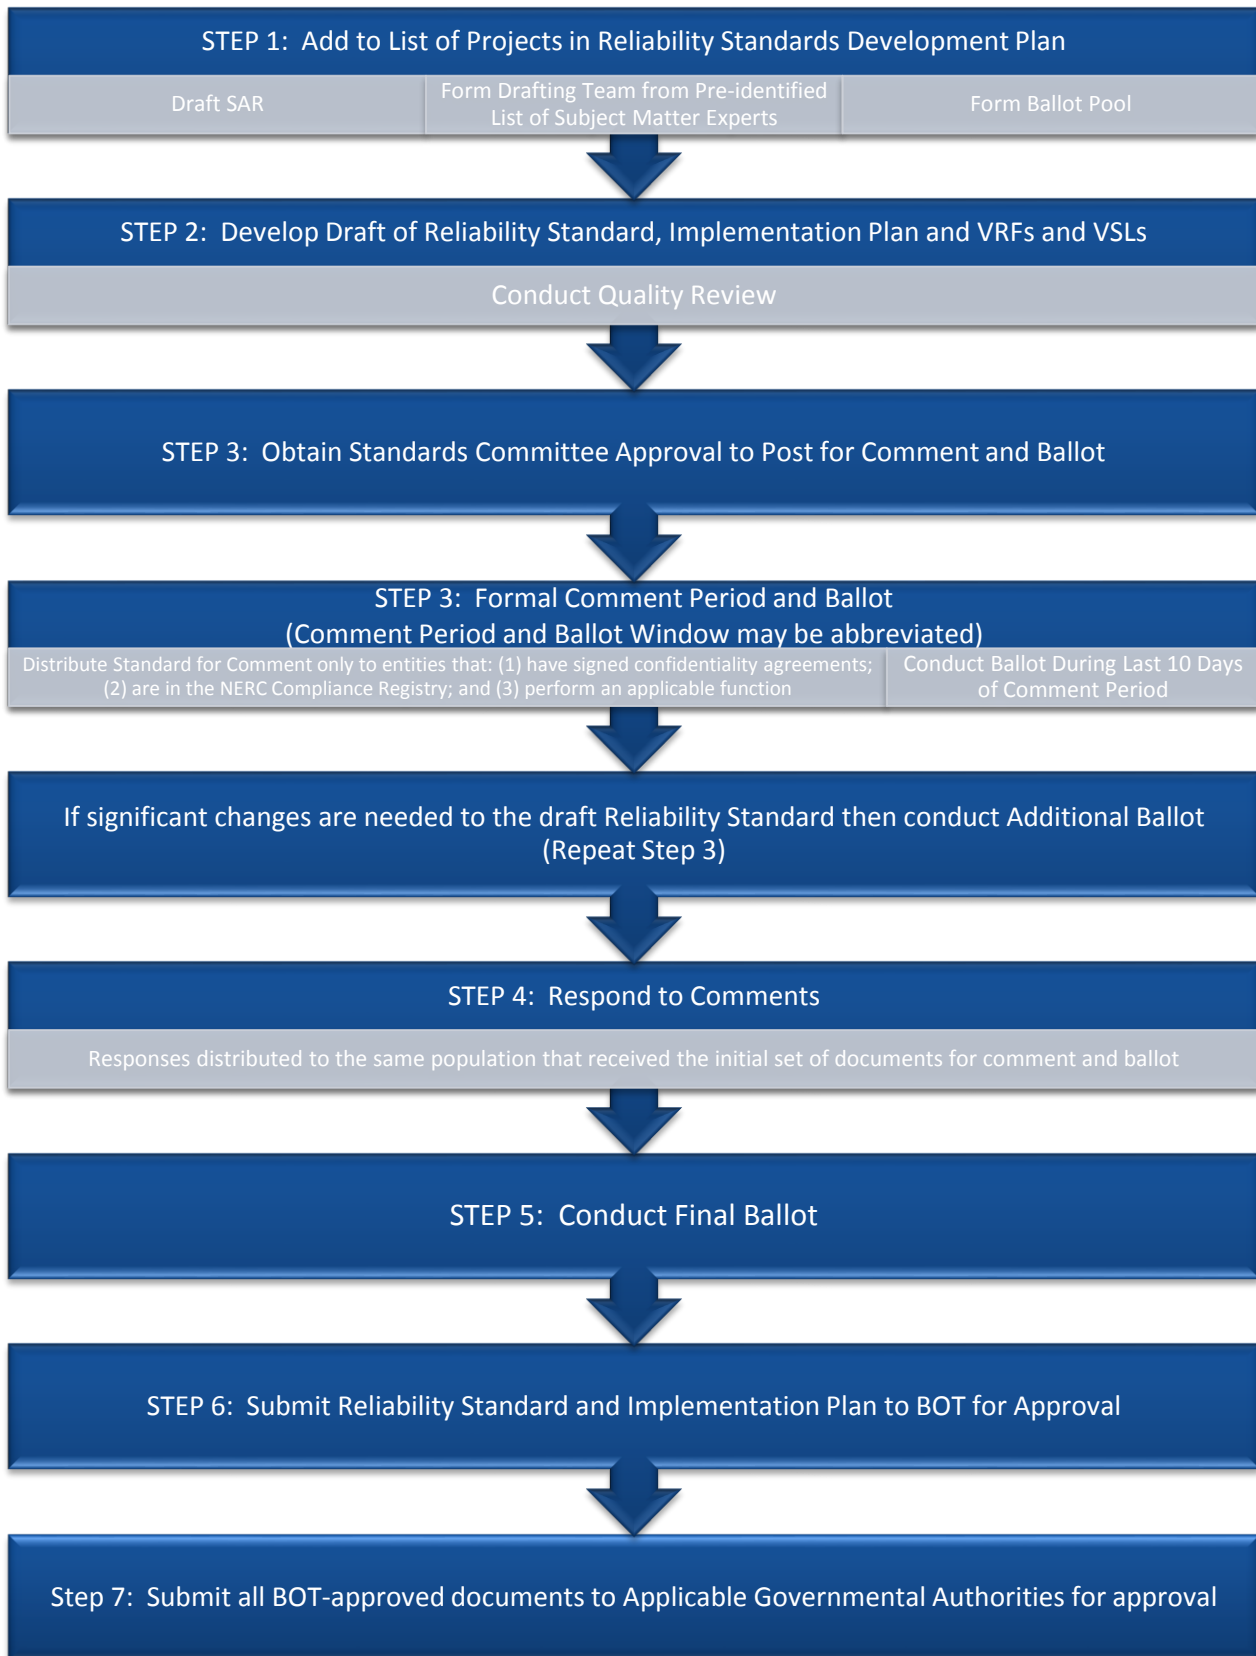 STEP 1:  Add to List of Projects in Reliability Standards Development Plan
Draft SAR
Form Drafting Team from Pre-identified
List of Subject Matter Experts
Form Ballot Pool
STEP 2:  Develop Draft of Reliability Standard, Implementation Plan and VRFs and VSLs
Conduct Quality Review
STEP 3:  Obtain Standards Committee Approval to Post for Comment and Ballot
STEP 3:  Formal Comment Period and Ballot
(Comment Period and Ballot Window may be abbreviated)
Distribute Standard for Comment only to entities that: (1) have signed confidentiality agreements;
(2) are in the NERC Compliance Registry; and (3) perform an applicable function
Conduct Ballot During Last 10 Days
of Comment Period
If significant changes are needed to the draft Reliability Standard then conduct Additional Ballot
(Repeat Step 3)
STEP 4:  Respond to Comments
Responses distributed to the same population that received the initial set of documents for comment and ballot
STEP 5:  Conduct Final Ballot
STEP 6:  Submit Reliability Standard and Implementation Plan to BOT for Approval
Step 7:  Submit all BOT-approved documents to Applicable Governmental Authorities for approval